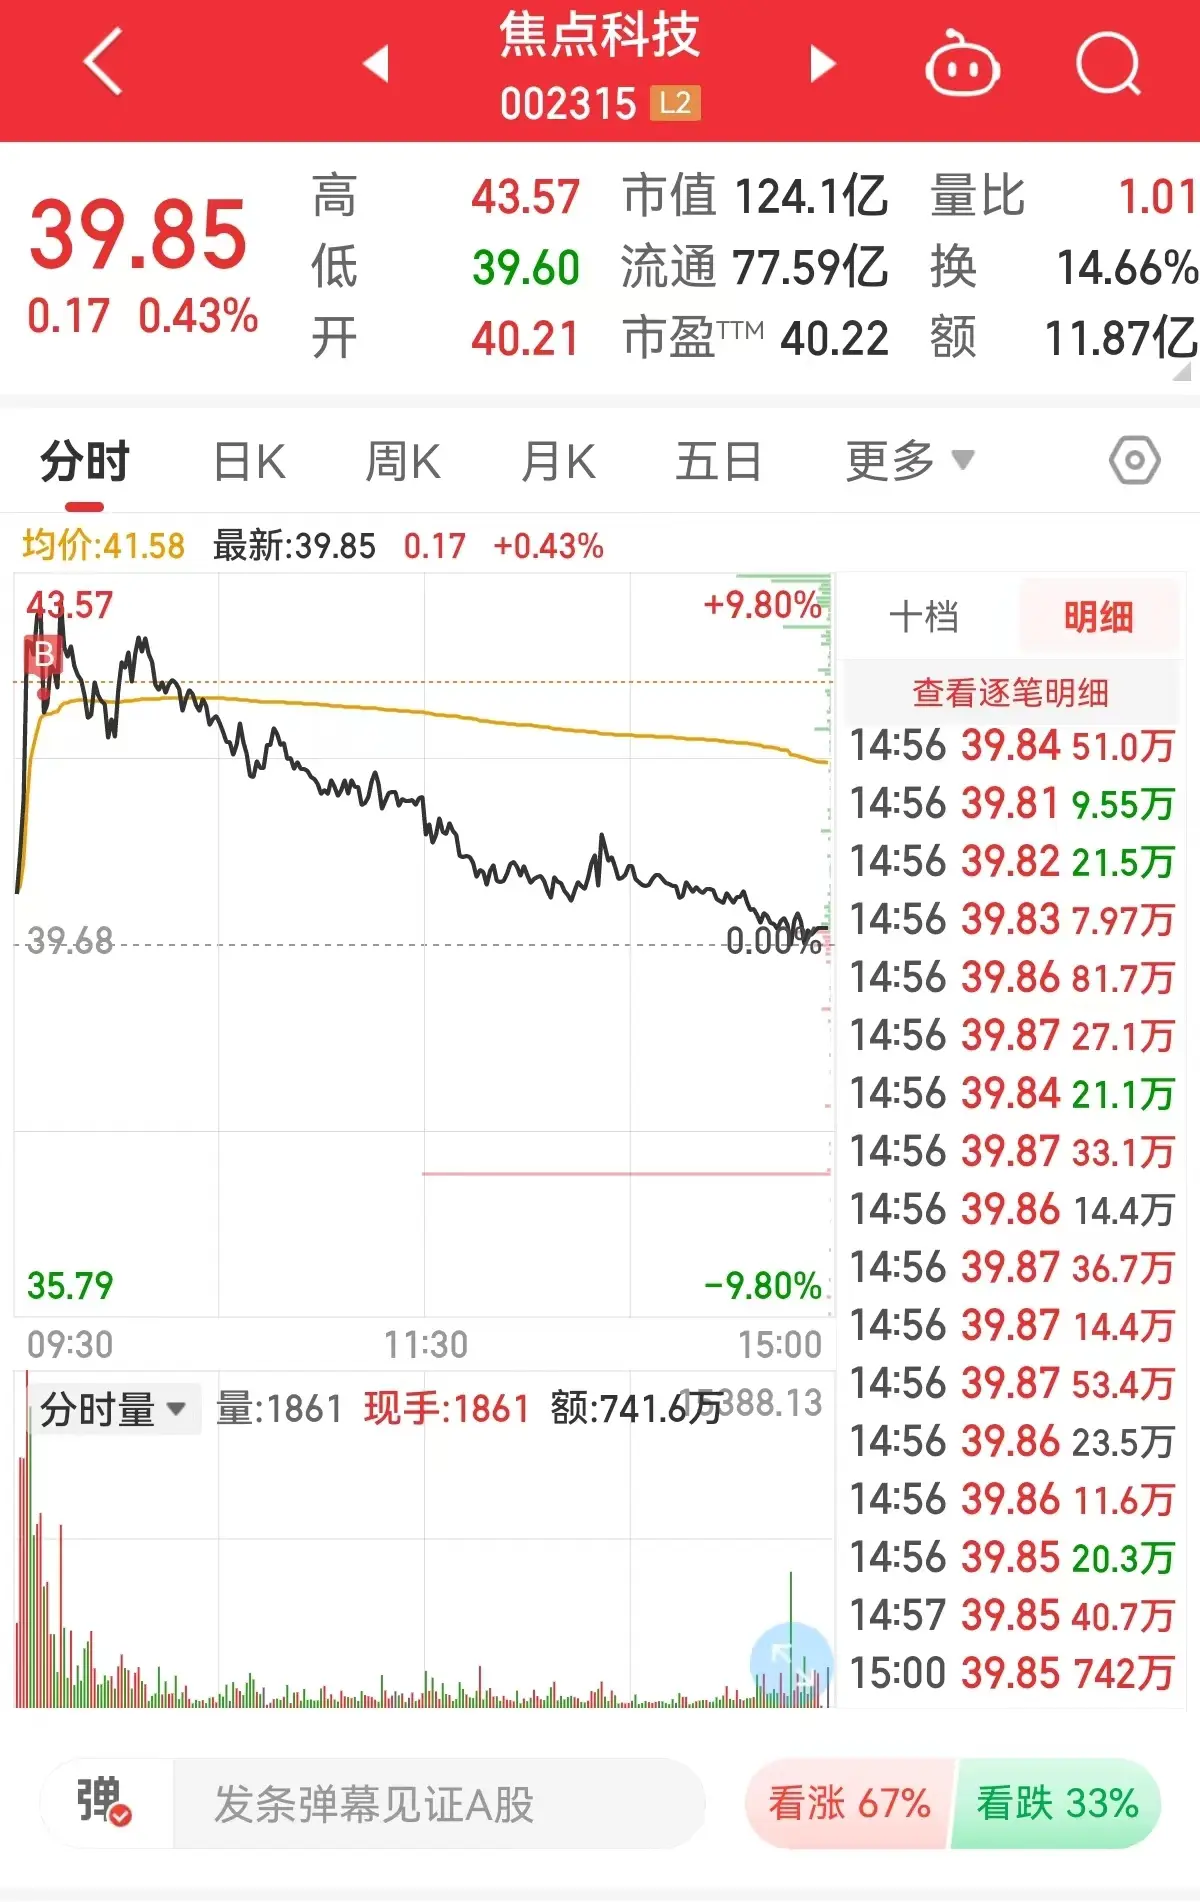 焦点科技
002315 L2
39.85
0.17 0.43%
高 43.57 市值 124.1亿 量比 1.01
低 39.60 流通 77.59亿 换 14.66%
开 40.21 市盈TTM 40.22 额 11.87亿
分时 日K 周K 月K 五日 更多
均价:41.58 最新:39.85 0.17 +0.43%
43.57 +9.80%
B
39.68 0.00%
35.79 -9.80%
09:30 11:30 15:00
十档 明细
查看逐笔明细
14:56 39.84 51.0万
14:56 39.81 9.55万
14:56 39.82 21.5万
14:56 39.83 7.97万
14:56 39.86 81.7万
14:56 39.87 27.1万
14:56 39.84 21.1万
14:56 39.87 33.1万
14:56 39.86 14.4万
14:56 39.87 36.7万
14:56 39.87 14.4万
14:56 39.87 53.4万
14:56 39.86 23.5万
14:56 39.86 11.6万
14:56 39.85 20.3万
14:57 39.85 40.7万
15:00 39.85 742万
分时量 量:1861 现手:1861 额:741.6万 15388.13
弹 发条弹幕见证A股 看涨 67% 看跌 33%